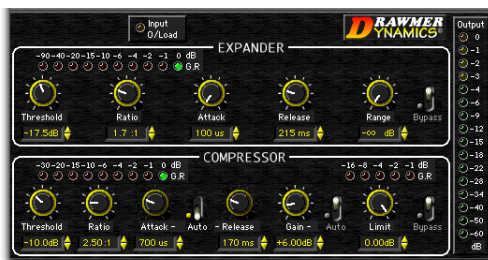 Input
O/Load
DRAWMER
DYNAMICS®
Output
EXPANDER
-90-40-20-15-10 -6 -4 -2 -1 0 dB
G.R
Threshold Ratio Attack Release Range Bypass
-17.5dB 1.7 :1 100 us 215 ms -∞ dB
COMPRESSOR
-30-20-15-10 -6 -4 -2 -1 0 dB
G.R
-16 -8 -4 -2 -1 dB
G.R
Threshold Ratio Attack - Auto - Release Gain - Auto Limit Bypass
-10.0dB 2.50:1 700 us 170 ms +6.00dB 0.00dB
0
-1
-2
-3
-4
-6
-9
-12
-15
-18
-22
-28
-34
-40
-50
-60
dB